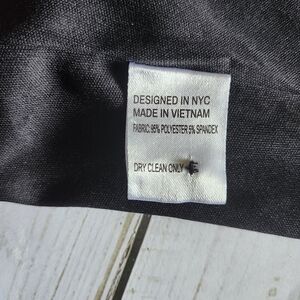 DESIGNED IN NYC
MADE IN VIETNAM
FABRIC: 95% POLYESTER 5% SPANDEX
DRY CLEAN ONLY